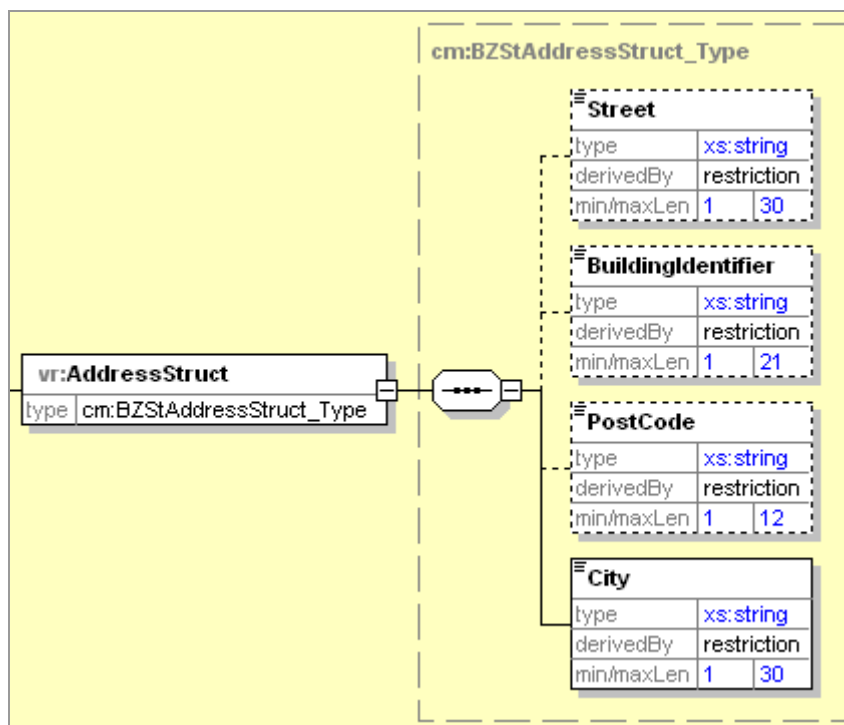 cm:BZStAddressStruct_Type
Street
type xs:string
derivedBy restriction
min/maxLen 1 30
BuildingIdentifier
type xs:string
derivedBy restriction
min/maxLen 1 21
vr:AddressStruct
type cm:BZStAddressStruct_Type
PostCode
type xs:string
derivedBy restriction
min/maxLen 1 12
City
type xs:string
derivedBy restriction
min/maxLen 1 30